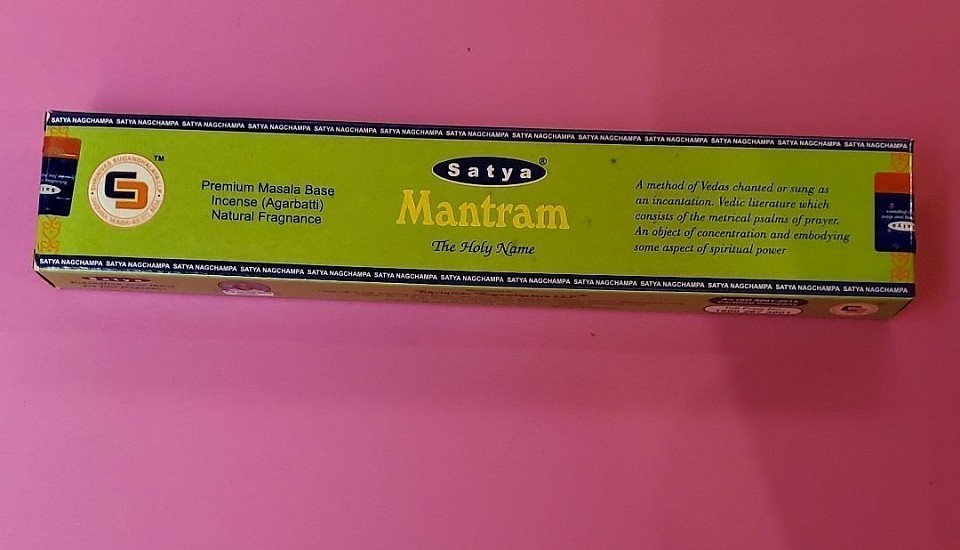 SATYA NAGCHAMPA SATYA NAGCHAMPA SATYA NAGCHAMPA SATYA NAGCHAMPA SATYA NAGCHAMPA SATYA NAGCHAMPA SATYA NAGCHAMPA SATYA NAGCHAMPA SATYA NAGCHAMPA SATYA NAGCHAMPA SATYA NAGCHAMPA SATYA NAGCHAMPA SATYA NAGCHAMPA
TM
Premium Masala Base
Incense (Agarbatti)
Natural Fragnance
Satya®
Mantram
The Holy Name
A method of Vedas chanted or sung as
an incantation. Vedic literature which
consists of the metrical psalms of prayer.
An object of concentration and embodying
some aspect of spiritual power
SATYA NAGCHAMPA SATYA NAGCHAMPA SATYA NAGCHAMPA SATYA NAGCHAMPA SATYA NAGCHAMPA SATYA NAGCHAMPA SATYA NAGCHAMPA SATYA NAGCHAMPA SATYA NAGCHAMPA SATYA NAGCHAMPA SATYA NAGCHAMPA SATYA NAGCHAMPA SATYA NAGCHAMPA